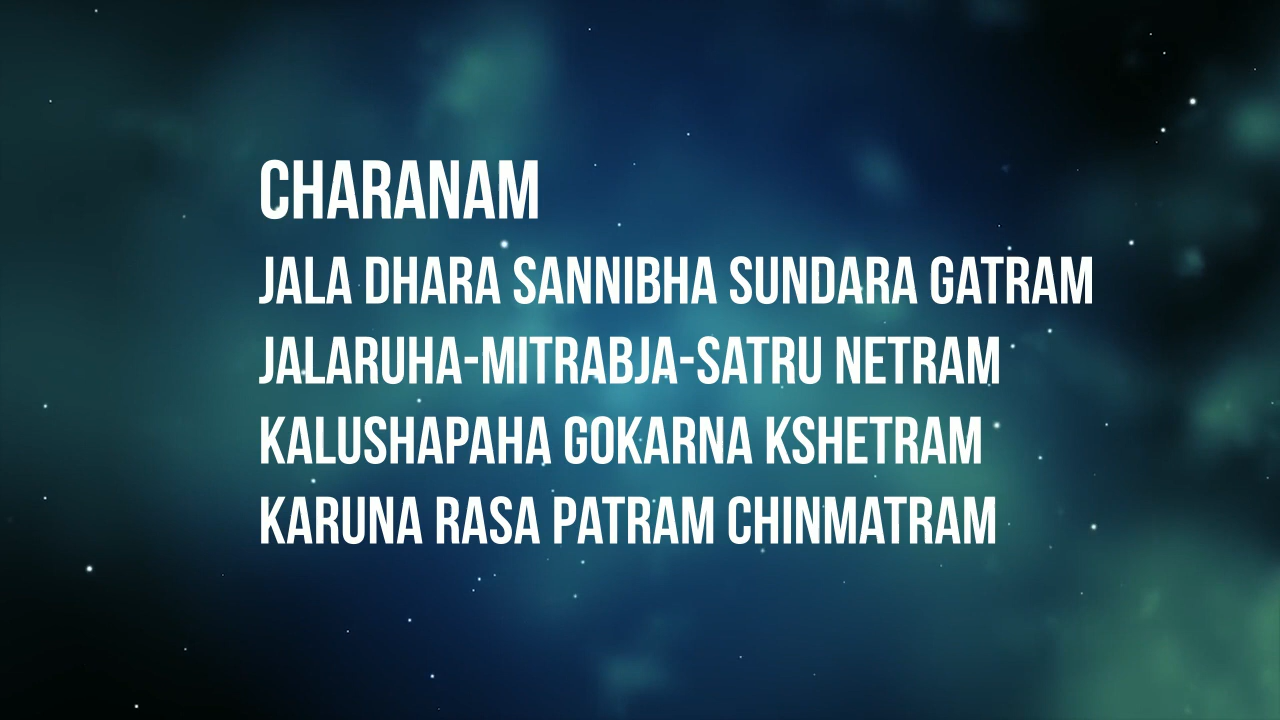 CHARANAM
JALA DHARA SANNIBHA SUNDARA GATRAM
JALARUHA-MITRABJA-SATRU NETRAM
KALUSHAPAHA GOKARNA KSHETRAM
KARUNA RASA PATRAM CHINMATRAM